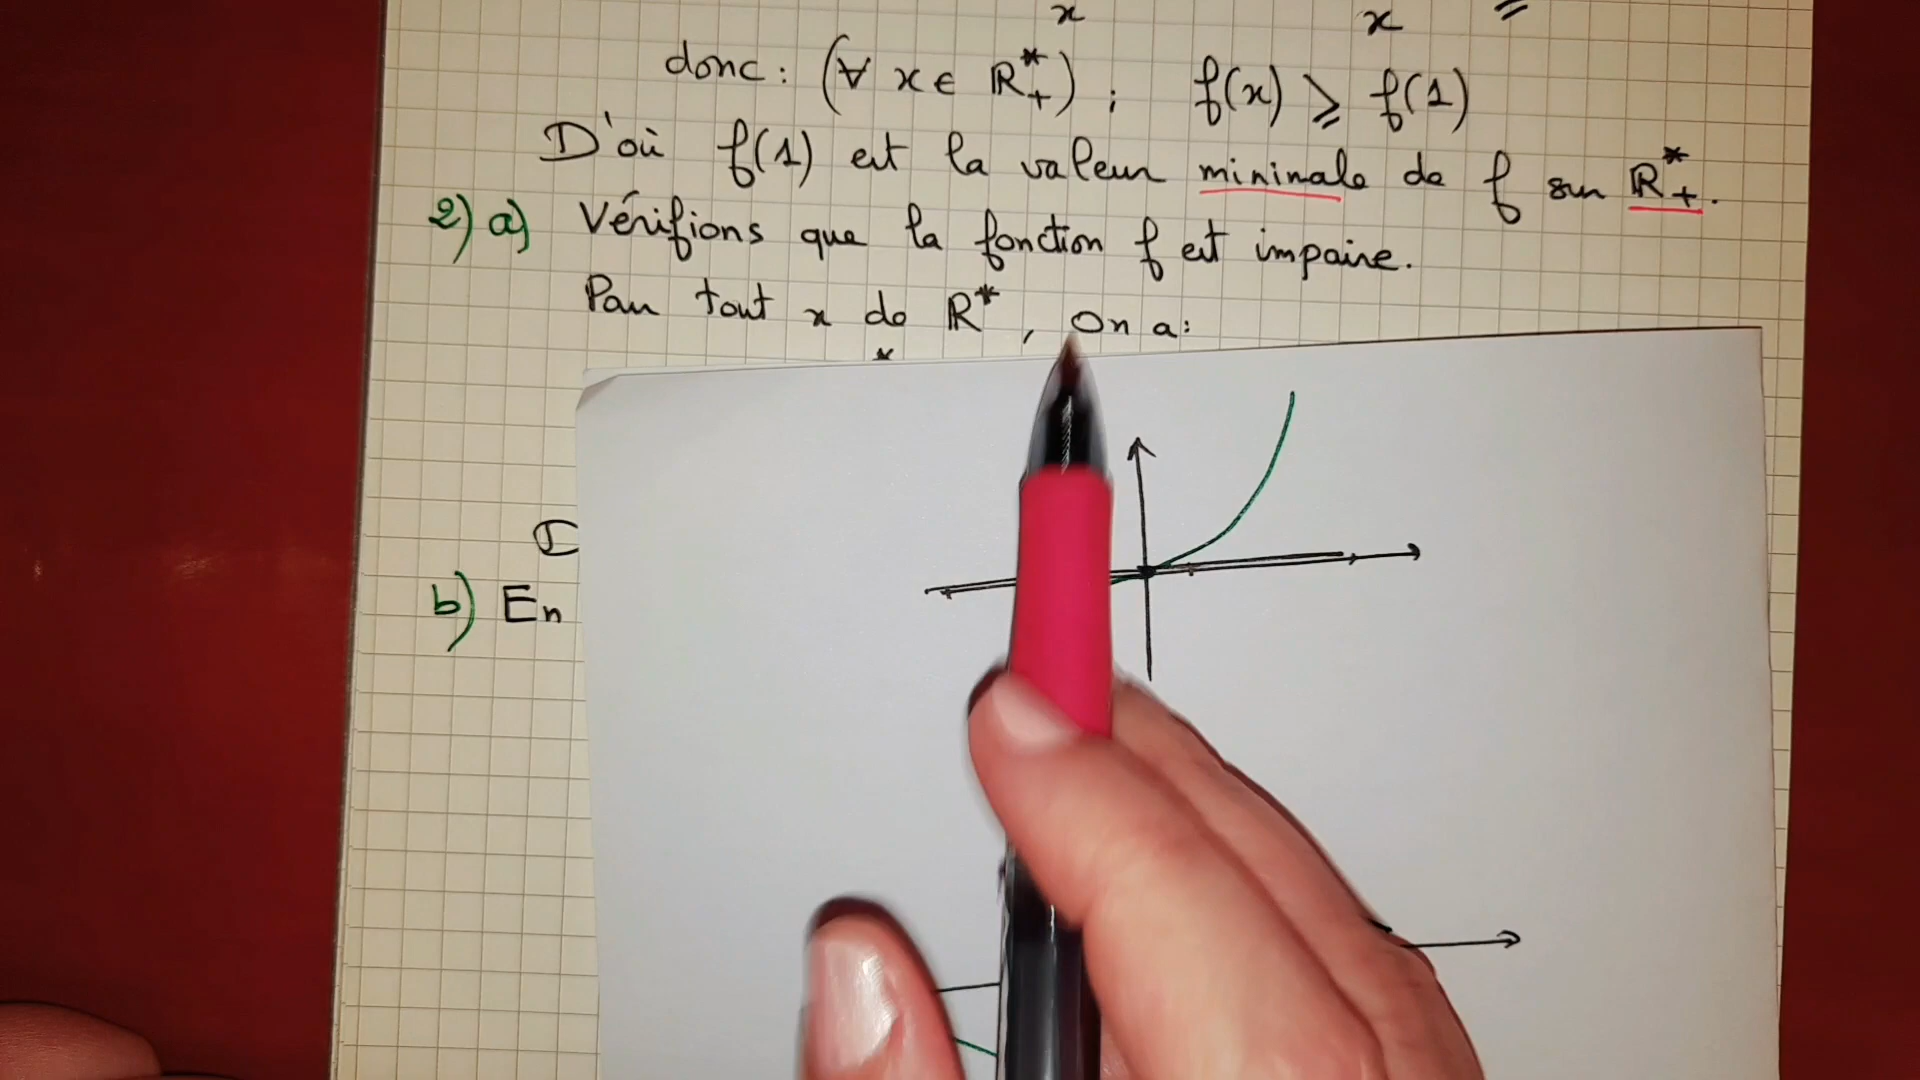 x x =
donc : (∀ x ∈ ℝ*₊) ; f(x) ⩾ f(1)
D'où f(1) est la valeur minimale de f sur ℝ*₊.
2) a) Vérifions que la fonction f est impaire.
Pour tout x de ℝ*, on a :
b) En